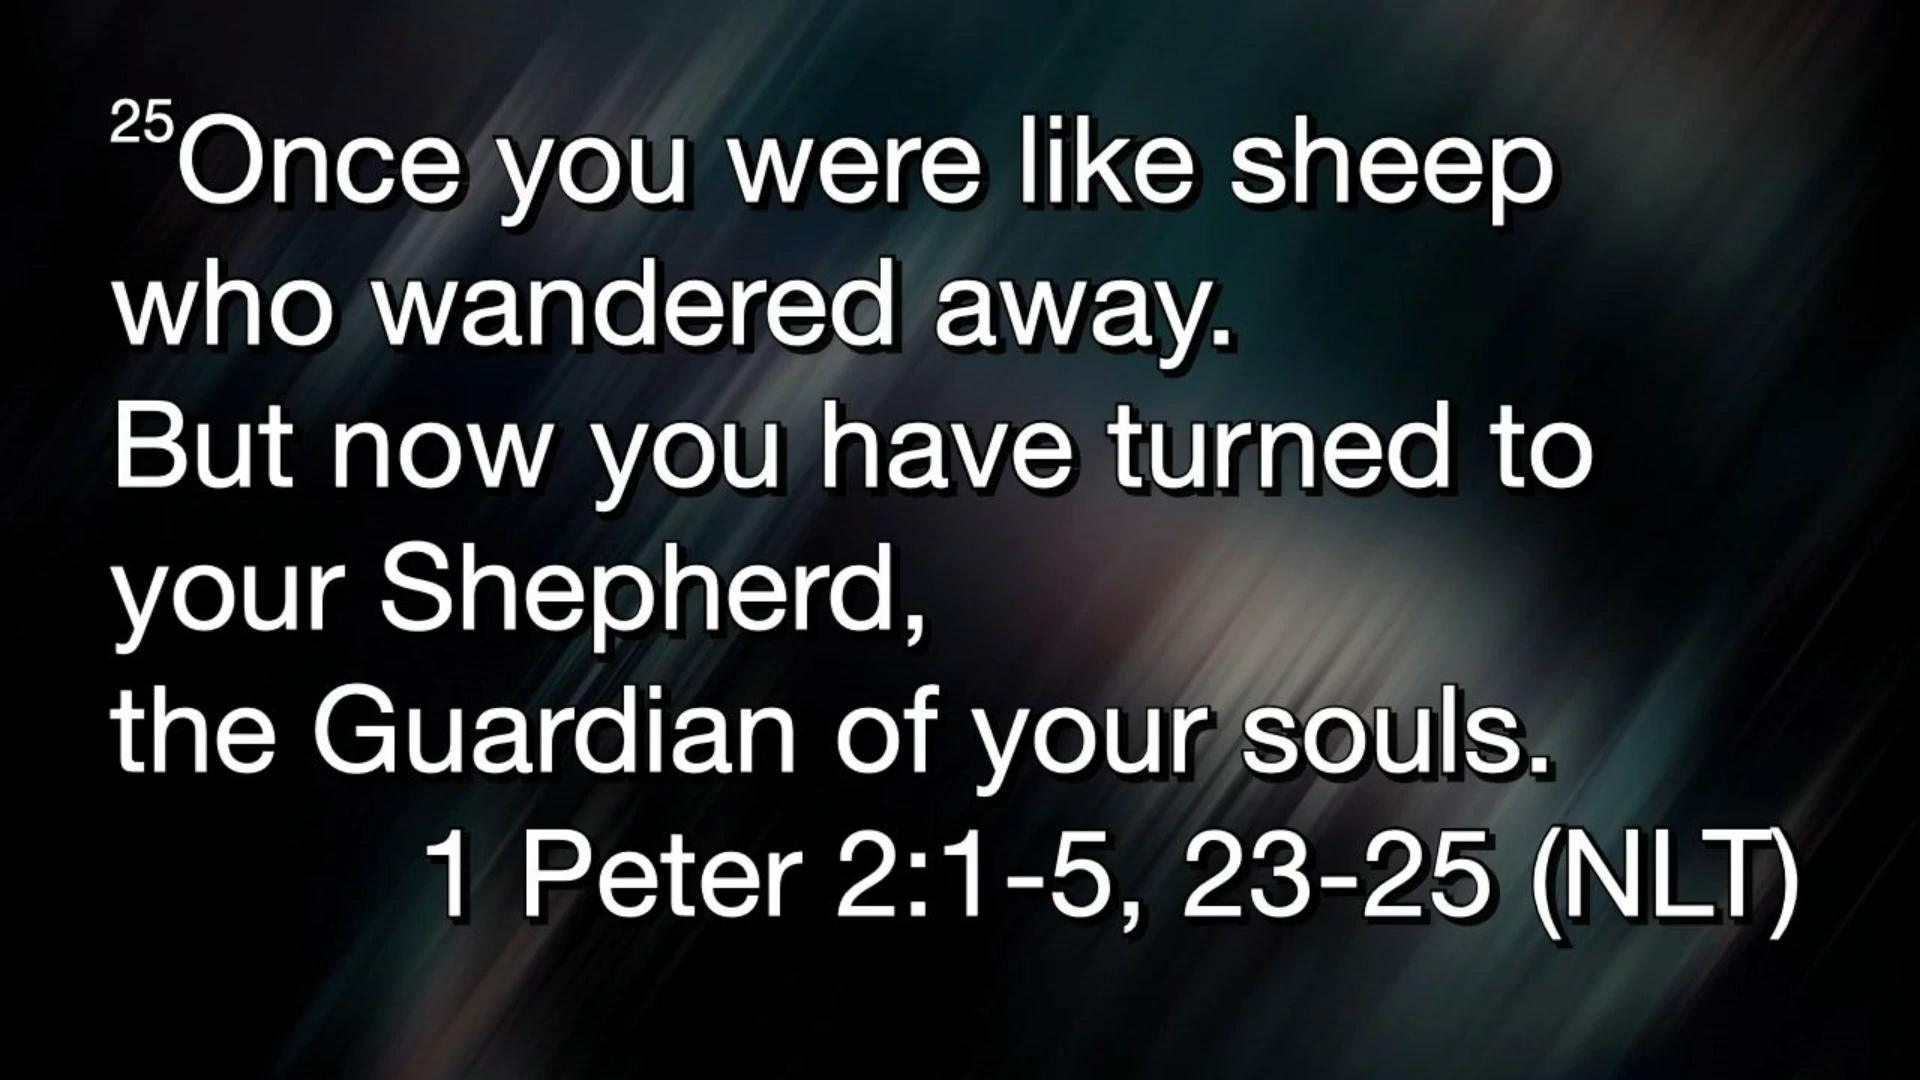 25Once you were like sheep
who wandered away.
But now you have turned to
your Shepherd,
the Guardian of your souls.
1 Peter 2:1-5, 23-25 (NLT)